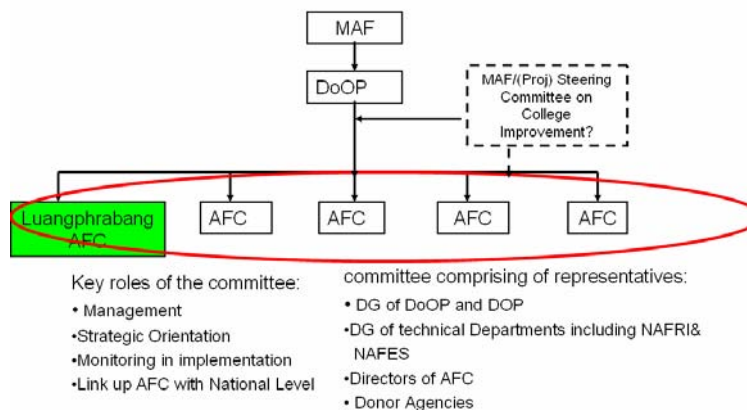 MAF
DoOP
MAF/(Proj) Steering
Committee on
College
Improvement?
Luangphrabang
AFC
AFC
AFC
AFC
AFC
Key roles of the committee:
• Management
•Strategic Orientation
•Monitoring in implementation
•Link up AFC with National Level
committee comprising of representatives:
• DG of DoOP and DOP
•DG of technical Departments including NAFRI&
NAFES
•Directors of AFC
• Donor Agencies